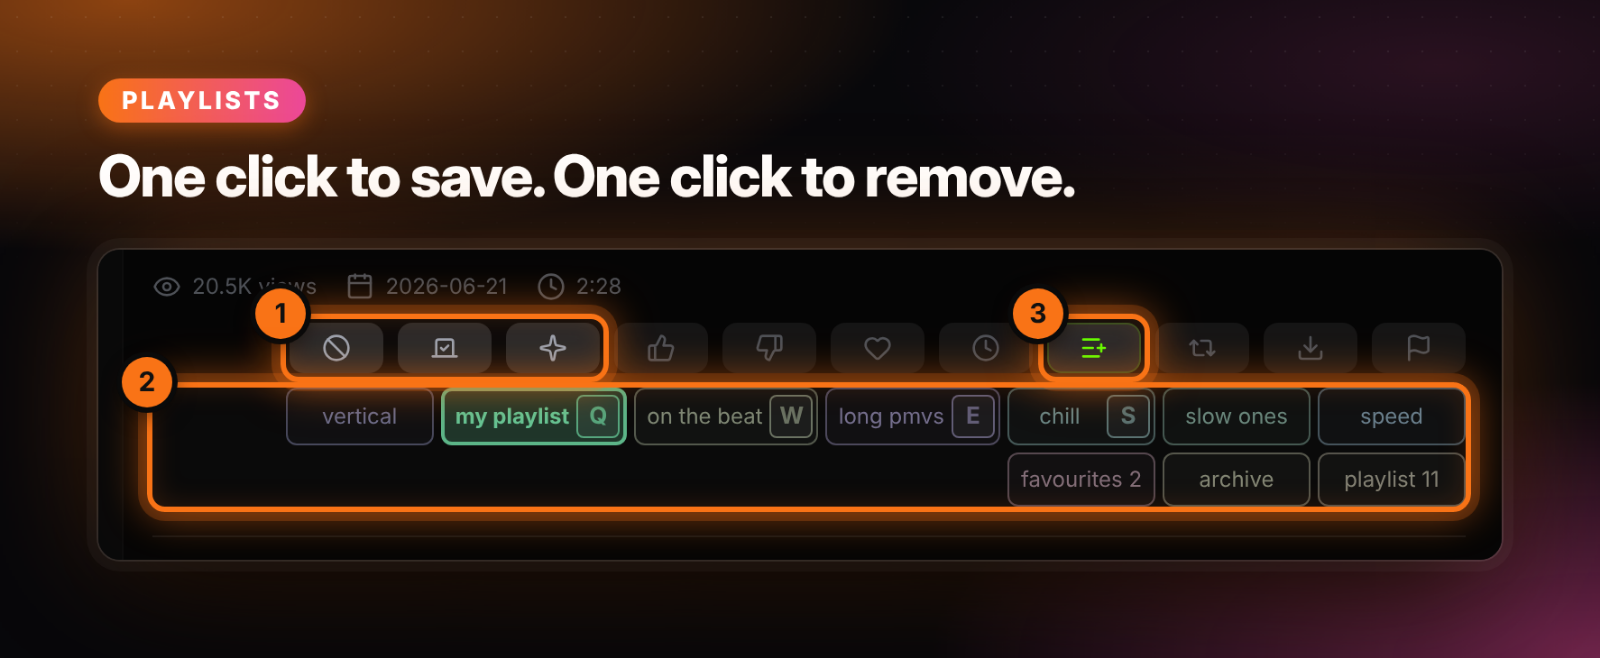 PLAYLISTS
One click to save. One click to remove.
20.5K views 2026-06-21 2:28
1
3
2
vertical my playlist Q on the beat W long pmvs E chill S slow ones speed
favourites 2 archive playlist 11